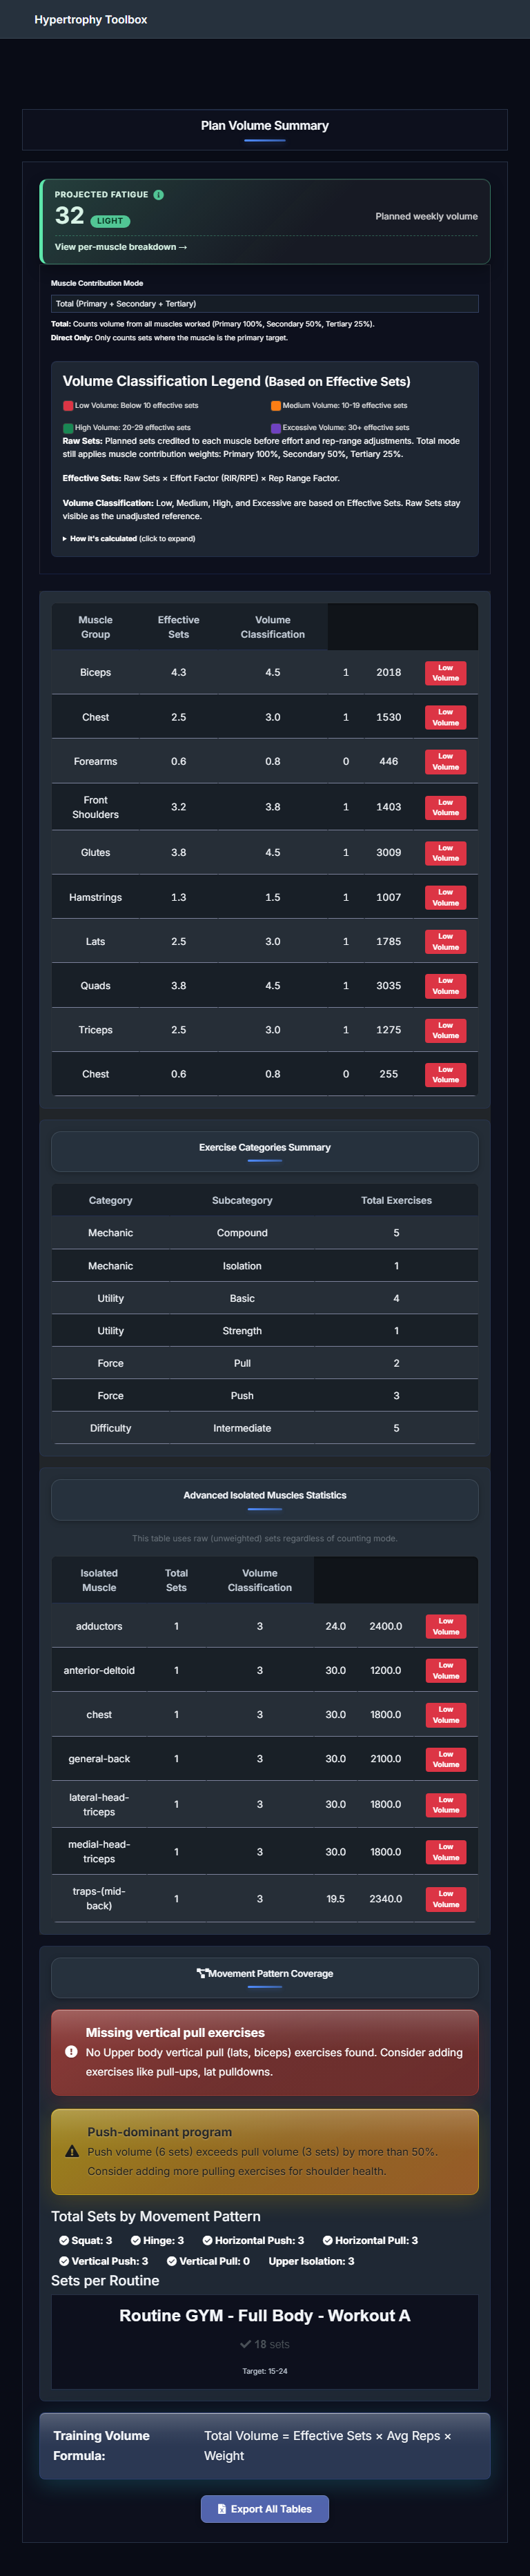 Hypertrophy Toolbox
Plan Volume Summary
PROJECTED FATIGUE i
32 LIGHT
Planned weekly volume
View per-muscle breakdown →
Muscle Contribution Mode
Total (Primary + Secondary + Tertiary)
Total: Counts volume from all muscles worked (Primary 100%, Secondary 50%, Tertiary 25%).
Direct Only: Only counts sets where the muscle is the primary target.
Volume Classification Legend (Based on Effective Sets)
Low Volume: Below 10 effective sets
Medium Volume: 10-19 effective sets
High Volume: 20-29 effective sets
Excessive Volume: 30+ effective sets
Raw Sets: Planned sets credited to each muscle before effort and rep-range adjustments. Total mode
still applies muscle contribution weights: Primary 100%, Secondary 50%, Tertiary 25%.
Effective Sets: Raw Sets × Effort Factor (RIR/RPE) × Rep Range Factor.
Volume Classification: Low, Medium, High, and Excessive are based on Effective Sets. Raw Sets stay
visible as the unadjusted reference.
▸ How it's calculated (click to expand)
Muscle Group Effective Sets Volume Classification
Biceps 4.3 4.5 1 2018 Low Volume
Chest 2.5 3.0 1 1530 Low Volume
Forearms 0.6 0.8 0 446 Low Volume
Front Shoulders 3.2 3.8 1 1403 Low Volume
Glutes 3.8 4.5 1 3009 Low Volume
Hamstrings 1.3 1.5 1 1007 Low Volume
Lats 2.5 3.0 1 1785 Low Volume
Quads 3.8 4.5 1 3035 Low Volume
Triceps 2.5 3.0 1 1275 Low Volume
Chest 0.6 0.8 0 255 Low Volume
Exercise Categories Summary
Category Subcategory Total Exercises
Mechanic Compound 5
Mechanic Isolation 1
Utility Basic 4
Utility Strength 1
Force Pull 2
Force Push 3
Difficulty Intermediate 5
Advanced Isolated Muscles Statistics
This table uses raw (unweighted) sets regardless of counting mode.
Isolated Muscle Total Sets Volume Classification
adductors 1 3 24.0 2400.0 Low Volume
anterior-deltoid 1 3 30.0 1200.0 Low Volume
chest 1 3 30.0 1800.0 Low Volume
general-back 1 3 30.0 2100.0 Low Volume
lateral-head-triceps 1 3 30.0 1800.0 Low Volume
medial-head-triceps 1 3 30.0 1800.0 Low Volume
traps-(mid-back) 1 3 19.5 2340.0 Low Volume
Movement Pattern Coverage
Missing vertical pull exercises
No Upper body vertical pull (lats, biceps) exercises found. Consider adding
exercises like pull-ups, lat pulldowns.
Push-dominant program
Push volume (6 sets) exceeds pull volume (3 sets) by more than 50%.
Consider adding more pulling exercises for shoulder health.
Total Sets by Movement Pattern
Squat: 3 Hinge: 3 Horizontal Push: 3 Horizontal Pull: 3
Vertical Push: 3 Vertical Pull: 0 Upper Isolation: 3
Sets per Routine
Routine GYM - Full Body - Workout A
18 sets
Target: 15-24
Training Volume Formula:
Total Volume = Effective Sets × Avg Reps ×
Weight
Export All Tables